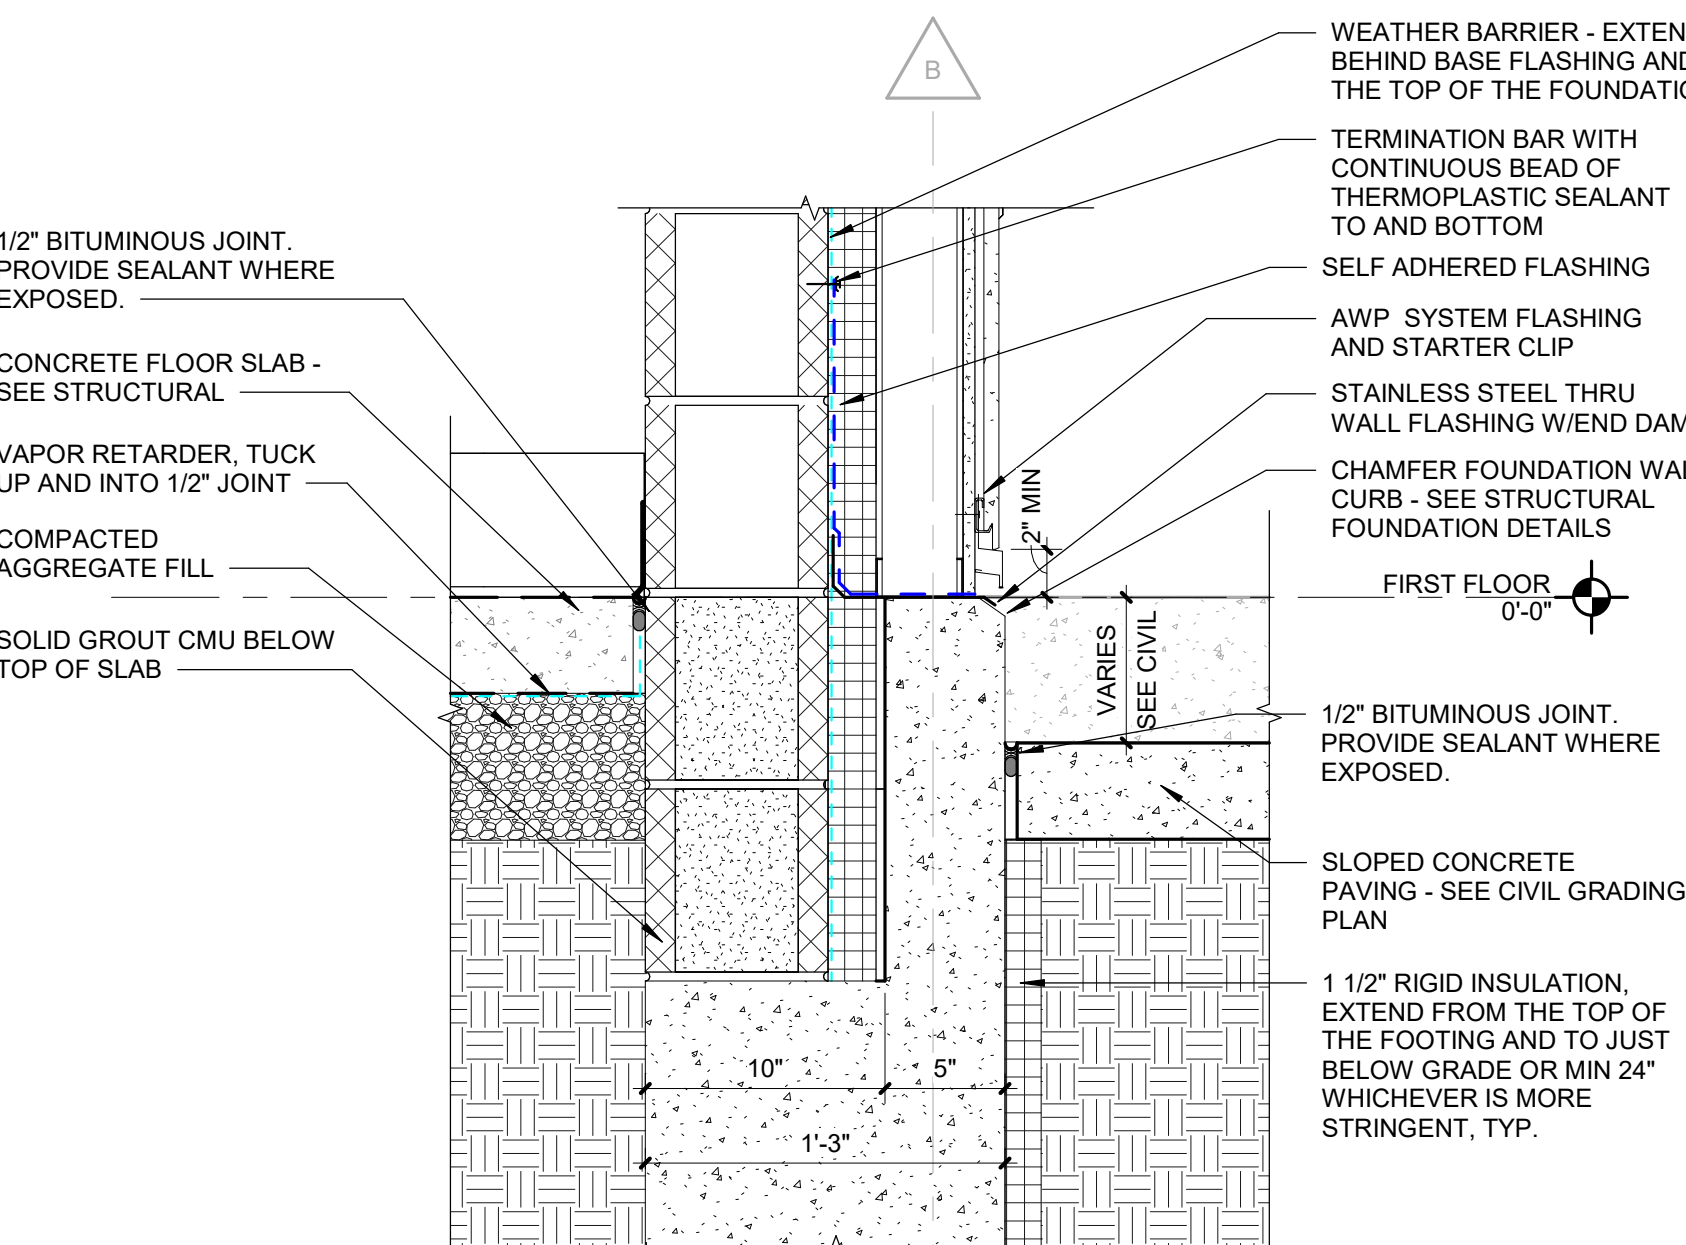 B
WEATHER BARRIER - EXTEN
BEHIND BASE FLASHING AND
THE TOP OF THE FOUNDATIO
TERMINATION BAR WITH
CONTINUOUS BEAD OF
THERMOPLASTIC SEALANT
TO AND BOTTOM
SELF ADHERED FLASHING
AWP SYSTEM FLASHING
AND STARTER CLIP
STAINLESS STEEL THRU
WALL FLASHING W/END DAM
CHAMFER FOUNDATION WAL
CURB - SEE STRUCTURAL
FOUNDATION DETAILS
FIRST FLOOR
0'-0"
1/2" BITUMINOUS JOINT.
PROVIDE SEALANT WHERE
EXPOSED.
SLOPED CONCRETE
PAVING - SEE CIVIL GRADING
PLAN
1 1/2" RIGID INSULATION,
EXTEND FROM THE TOP OF
THE FOOTING AND TO JUST
BELOW GRADE OR MIN 24"
WHICHEVER IS MORE
STRINGENT, TYP.
1/2" BITUMINOUS JOINT.
PROVIDE SEALANT WHERE
EXPOSED.
CONCRETE FLOOR SLAB -
SEE STRUCTURAL
VAPOR RETARDER, TUCK
UP AND INTO 1/2" JOINT
COMPACTED
AGGREGATE FILL
SOLID GROUT CMU BELOW
TOP OF SLAB
2" MIN
VARIES
SEE CIVIL
10"
5"
1'-3"